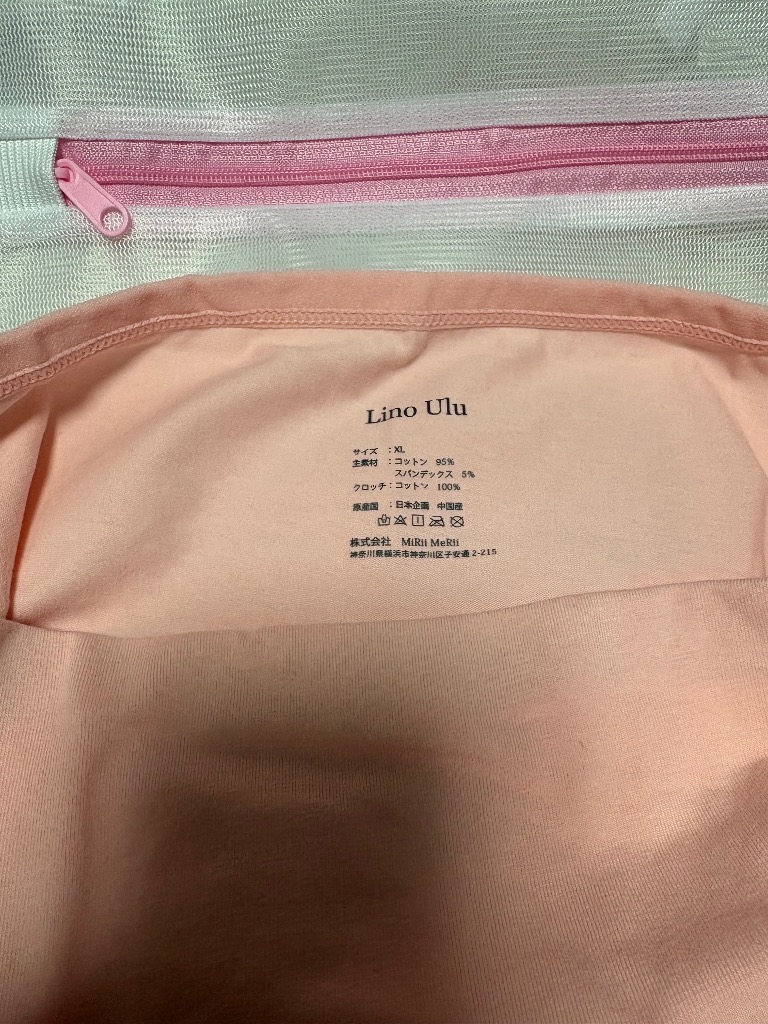 Lino Ulu
サイズ ：XL
主素材 ：コットン 95%
スパンデックス 5%
クロッチ：コットン 100%
原産国 ：日本企画 中国産
株式会社 MiRii MeRii
神奈川県横浜市神奈川区子安通2-215